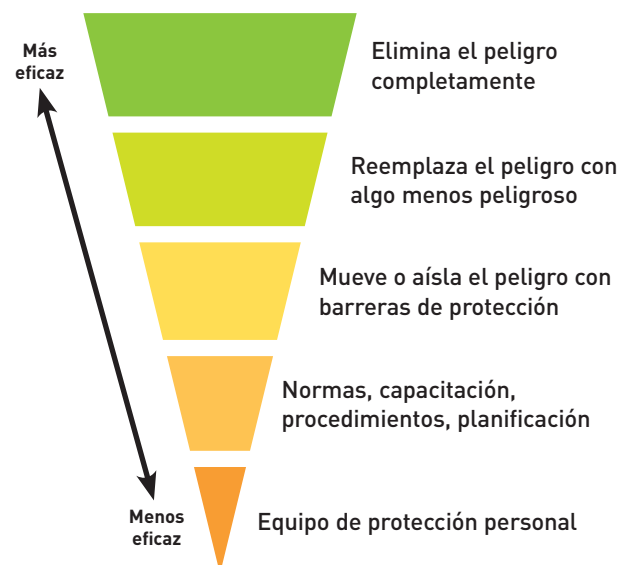 Más
eficaz
Elimina el peligro
completamente
Reemplaza el peligro con
algo menos peligroso
Mueve o aísla el peligro con
barreras de protección
Normas, capacitación,
procedimientos, planificación
Menos
eficaz
Equipo de protección personal